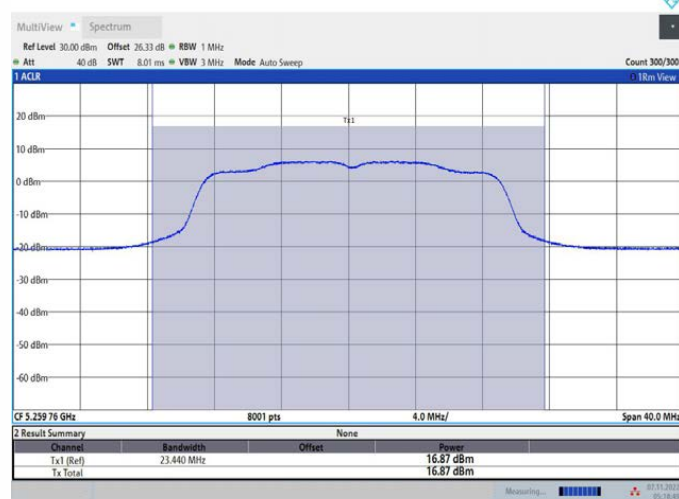 MultiView Spectrum
Ref Level 30.00 dBm Offset 26.33 dB RBW 1 MHz
Att 40 dB SWT 8.01 ms VBW 3 MHz Mode Auto Sweep Count 300/300
1 ACLR 1Rm View
Tx1
20 dBm
10 dBm
0 dBm
-10 dBm
-20 dBm
-30 dBm
-40 dBm
-50 dBm
-60 dBm
CF 5.259 76 GHz 8001 pts 4.0 MHz/ Span 40.0 MHz
2 Result Summary None
Channel Bandwidth Offset Power
Tx1 (Ref) 23.440 MHz 16.87 dBm
Tx Total 16.87 dBm
Measuring...